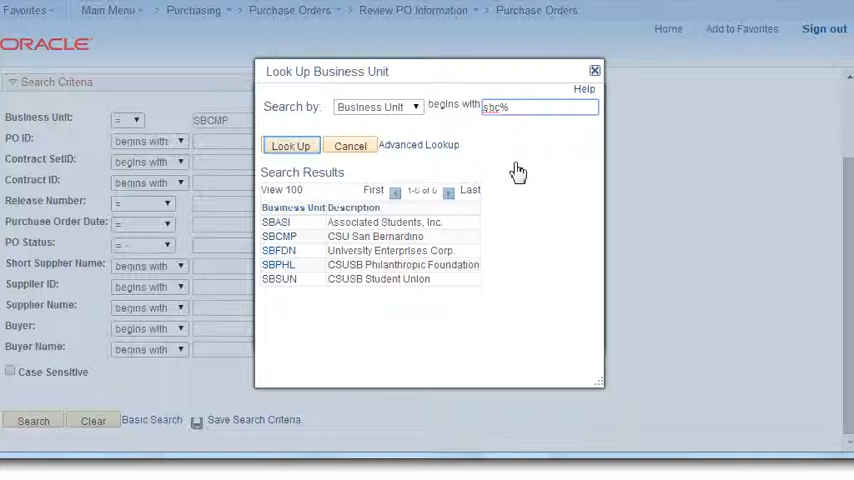 Favorites Main Menu > Purchasing > Purchase Orders > Review PO Information > Purchase Orders
Home Add to Favorites Sign out
ORACLE
Search Criteria
Business Unit: = SBCMP
PO ID: begins with
Contract SetID: begins with
Contract ID: begins with
Release Number: =
Purchase Order Date: =
PO Status: =
Short Supplier Name: begins with
Supplier ID: begins with
Supplier Name: begins with
Buyer: begins with
Buyer Name: begins with
Case Sensitive
Search Clear Basic Search Save Search Criteria
Look Up Business Unit
Help
Search by: Business Unit begins with sbc%
Look Up Cancel Advanced Lookup
Search Results
View 100 First Last
Business Unit Description
SBASI Associated Students, Inc.
SBCMP CSU San Bernardino
SBFDN University Enterprises Corp.
SBPHL CSUSB Philanthropic Foundation
SBSUN CSUSB Student Union